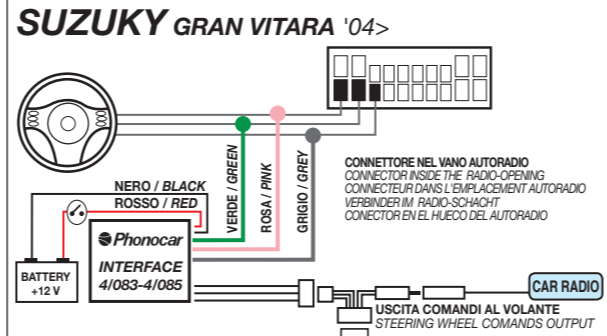 SUZUKY GRAN VITARA '04>
CONNETTORE NEL VANO AUTORADIO
CONNECTOR INSIDE THE RADIO-OPENING
CONNECTEUR DANS L'EMPLACEMENT AUTORADIO
VERBINDER IM RADIO-SCHACHT
CONECTOR EN EL HUECO DEL AUTORADIO
NERO / BLACK
ROSSO / RED
VERDE / GREEN
ROSA / PINK
GRIGIO / GREY
Phonocar
INTERFACE
4/083-4/085
BATTERY
+12 V
CAR RADIO
USCITA COMANDI AL VOLANTE
STEERING WHEEL COMANDS OUTPUT